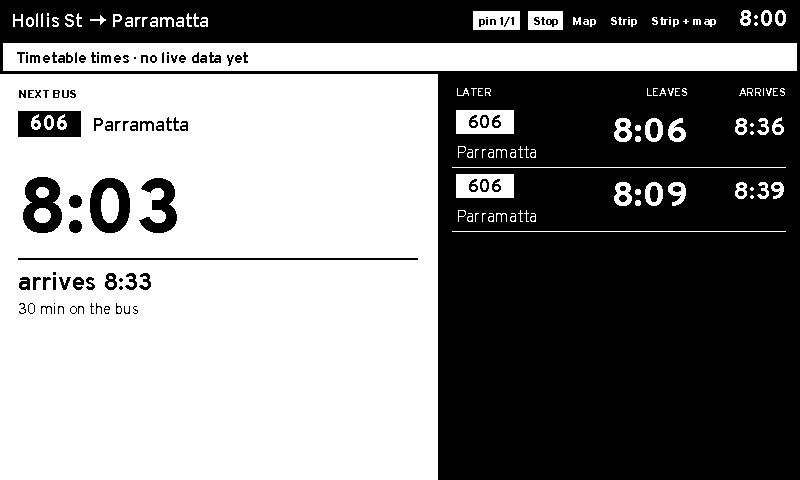 Hollis St → Parramatta
pin 1/1 Stop Map Strip Strip + map 8:00
Timetable times · no live data yet
NEXT BUS
606 Parramatta
8:03
arrives 8:33
30 min on the bus
LATER LEAVES ARRIVES
606 8:06 8:36
Parramatta
606 8:09 8:39
Parramatta